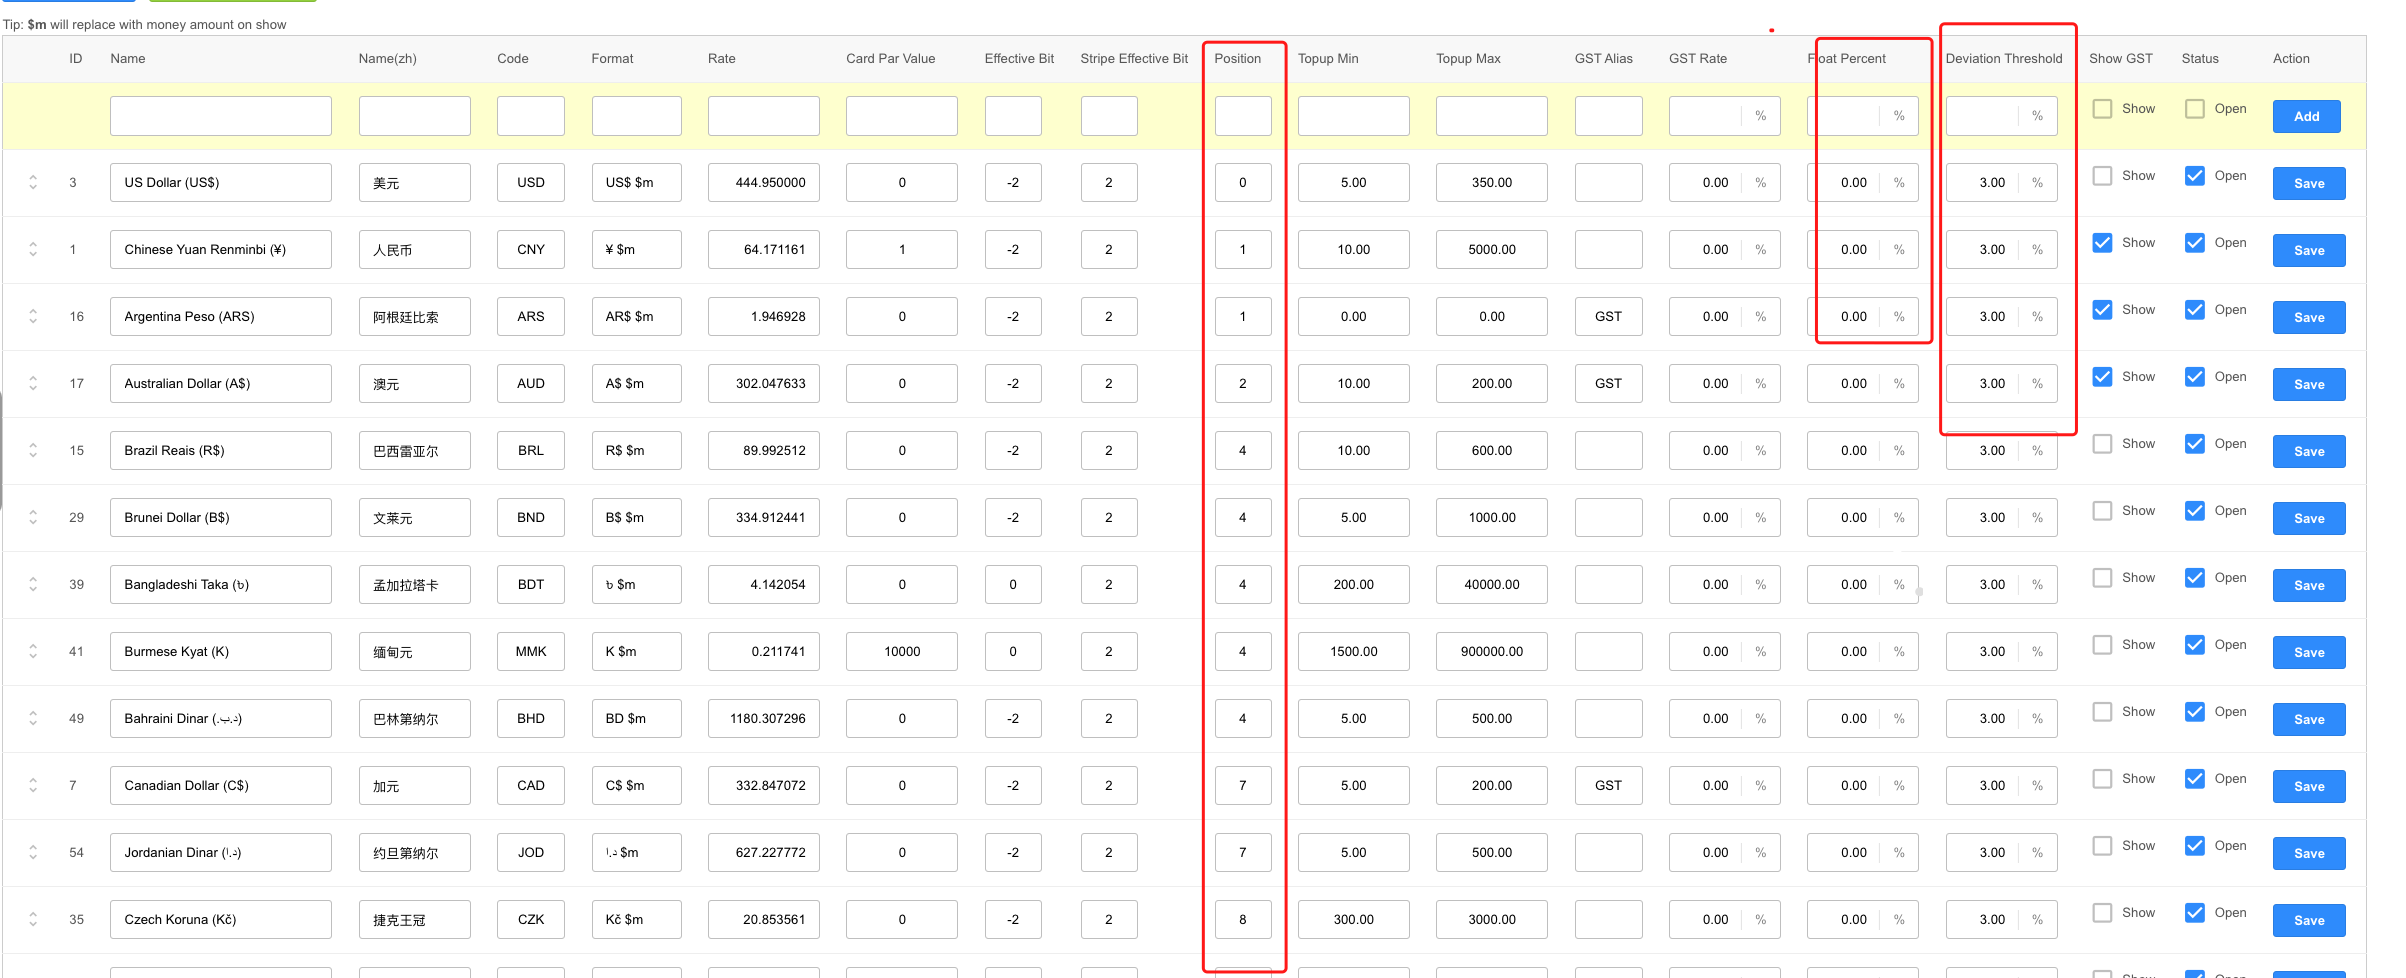 Tip: $m will replace with money amount on show
ID Name Name(zh) Code Format Rate Card Par Value Effective Bit Stripe Effective Bit Position Topup Min Topup Max GST Alias GST Rate Float Percent Deviation Threshold Show GST Status Action
% % % Show Open Add
3 US Dollar (US$) 美元 USD US$ $m 444.950000 0 -2 2 0 5.00 350.00 0.00 % 0.00 % 3.00 % Show Open Save
1 Chinese Yuan Renminbi (¥) 人民币 CNY ¥ $m 64.171161 1 -2 2 1 10.00 5000.00 0.00 % 0.00 % 3.00 % Show Open Save
16 Argentina Peso (ARS) 阿根廷比索 ARS AR$ $m 1.946928 0 -2 2 1 0.00 0.00 GST 0.00 % 0.00 % 3.00 % Show Open Save
17 Australian Dollar (A$) 澳元 AUD A$ $m 302.047633 0 -2 2 2 10.00 200.00 GST 0.00 % 0.00 % 3.00 % Show Open Save
15 Brazil Reais (R$) 巴西雷亚尔 BRL R$ $m 89.992512 0 -2 2 4 10.00 600.00 0.00 % 0.00 % 3.00 % Show Open Save
29 Brunei Dollar (B$) 文莱元 BND B$ $m 334.912441 0 -2 2 4 5.00 1000.00 0.00 % 0.00 % 3.00 % Show Open Save
39 Bangladeshi Taka (৳) 孟加拉塔卡 BDT ৳ $m 4.142054 0 0 2 4 200.00 40000.00 0.00 % 0.00 % 3.00 % Show Open Save
41 Burmese Kyat (K) 缅甸元 MMK K $m 0.211741 10000 0 2 4 1500.00 900000.00 0.00 % 0.00 % 3.00 % Show Open Save
49 Bahraini Dinar (.د.ب) 巴林第纳尔 BHD BD $m 1180.307296 0 -2 2 4 5.00 500.00 0.00 % 0.00 % 3.00 % Show Open Save
7 Canadian Dollar (C$) 加元 CAD C$ $m 332.847072 0 -2 2 7 5.00 200.00 GST 0.00 % 0.00 % 3.00 % Show Open Save
54 Jordanian Dinar (د.ا) 约旦第纳尔 JOD د.ا $m 627.227772 0 -2 2 7 5.00 500.00 0.00 % 0.00 % 3.00 % Show Open Save
35 Czech Koruna (Kč) 捷克王冠 CZK Kč $m 20.853561 0 -2 2 8 300.00 3000.00 0.00 % 0.00 % 3.00 % Show Open Save